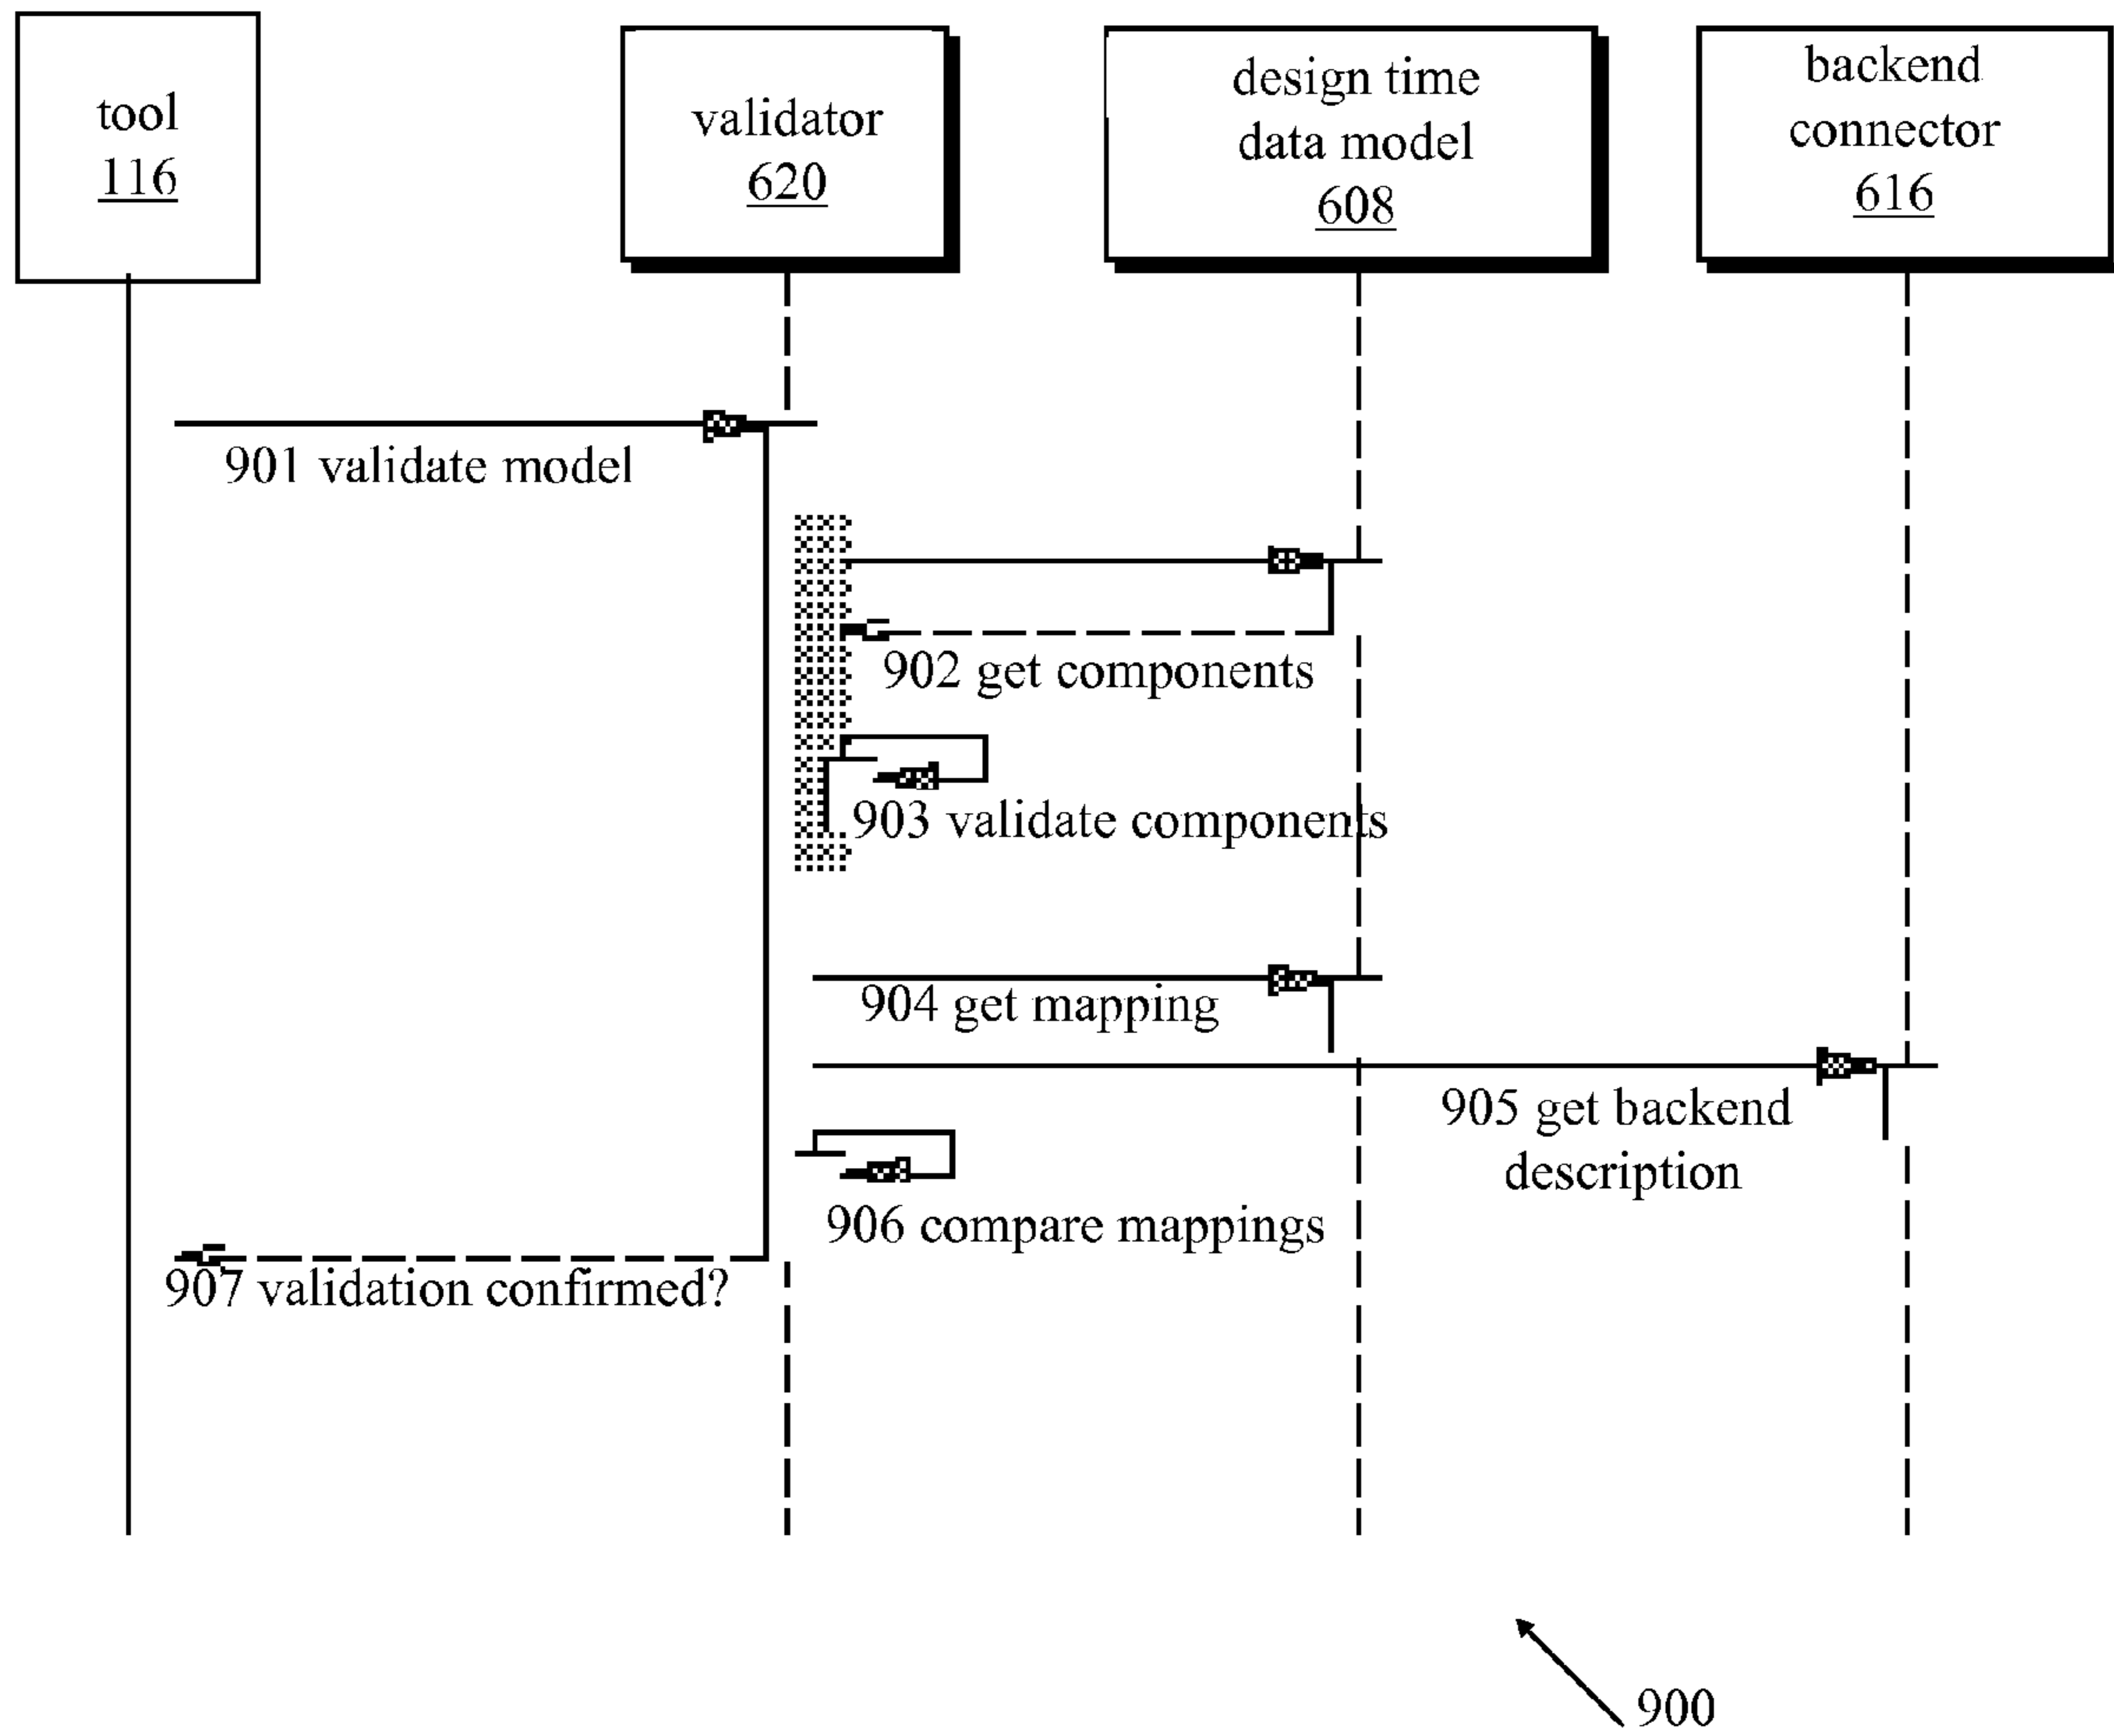 tool
116
validator
620
design time
data model
608
backend
connector
616
901 validate model
902 get components
903 validate components
904 get mapping
905 get backend
description
906 compare mappings
907 validation confirmed?
900